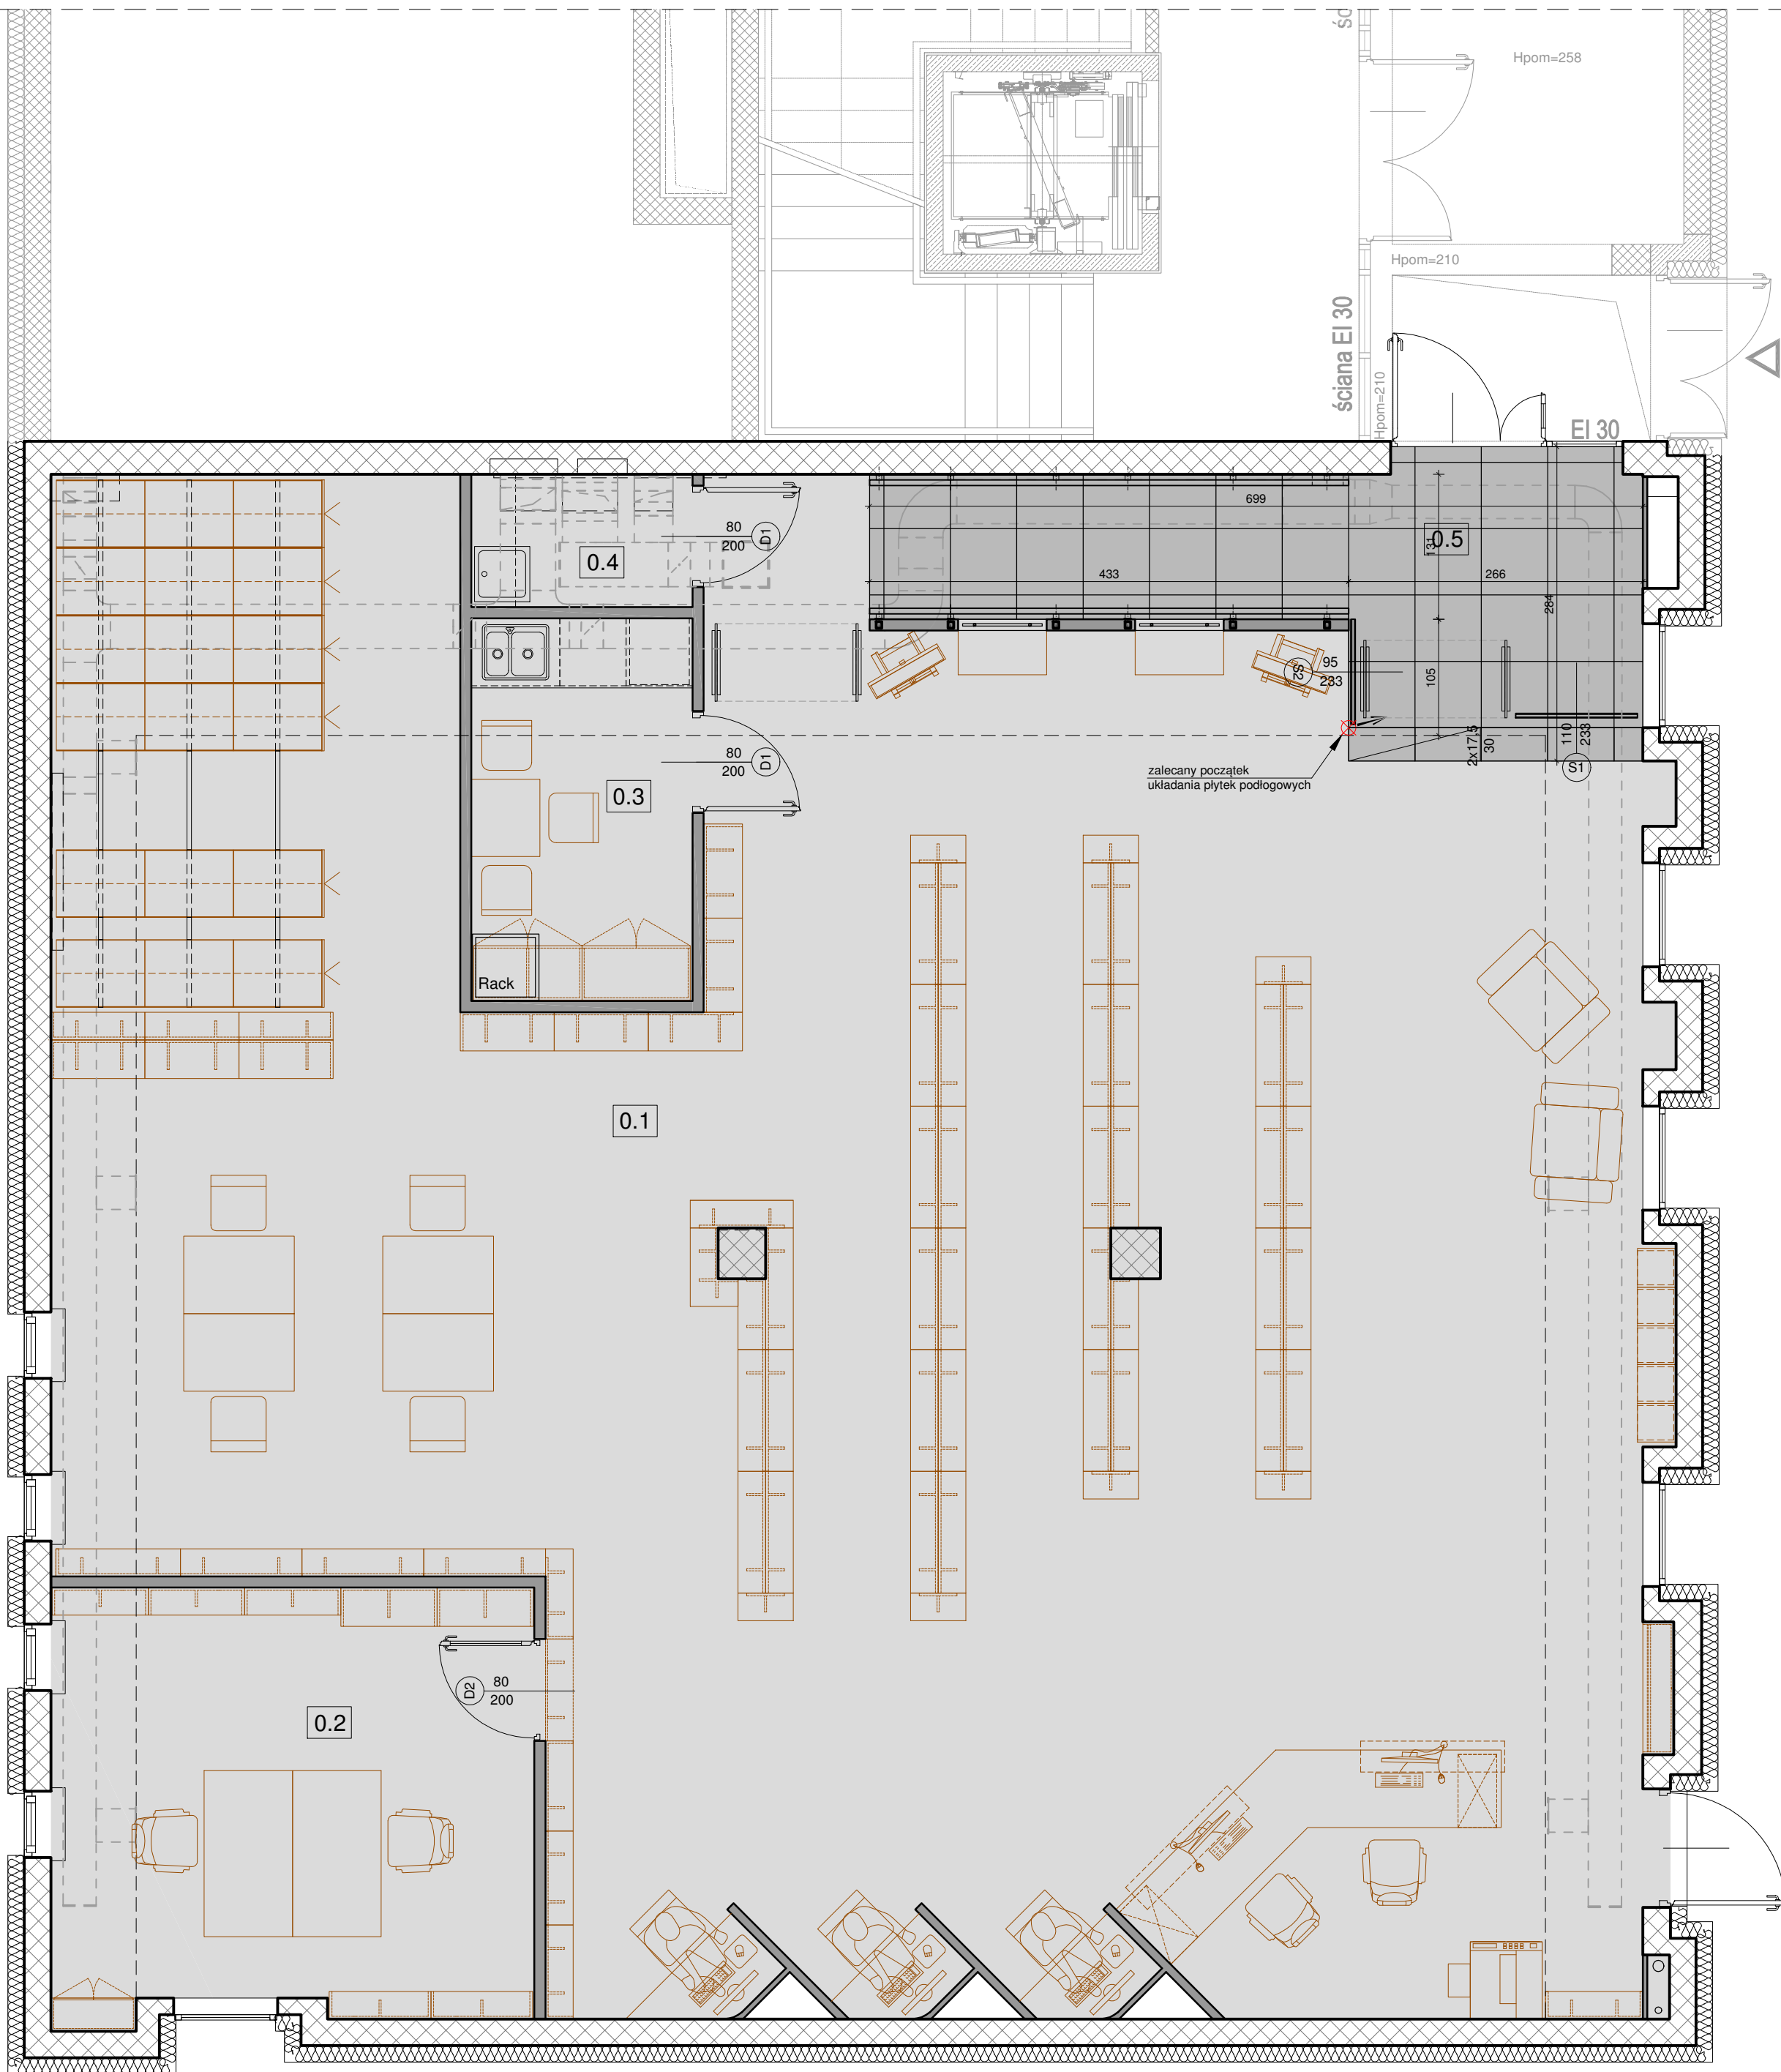 śc
Hpom=258
Hpom=210
ściana EI 30
Hpom=210
EI 30
699
80
200
D1
0.4
131
0.5
433
266
284
S2
95
233
105
80
200
D1
2x17.5
30
110
233
S1
zalecany początek
układania płytek podłogowych
0.3
Rack
0.1
D2
80
200
0.2